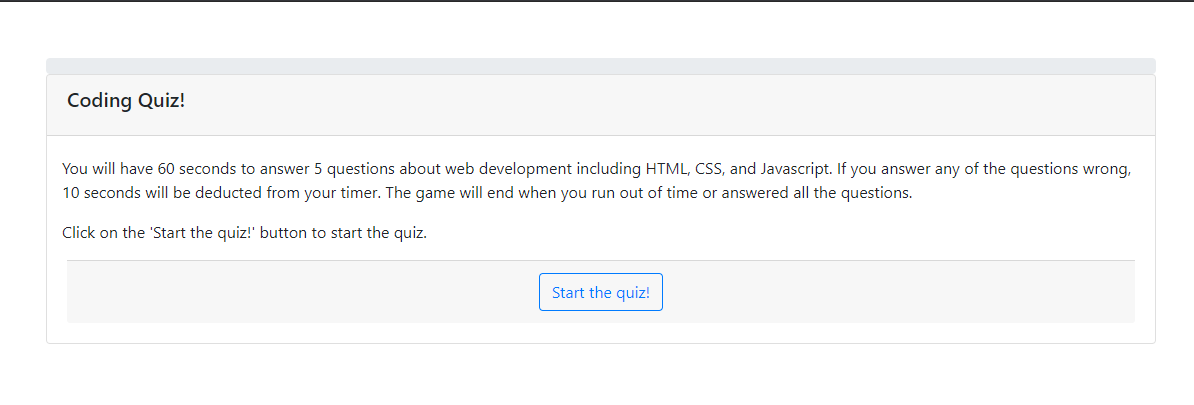 Coding Quiz!
You will have 60 seconds to answer 5 questions about web development including HTML, CSS, and Javascript. If you answer any of the questions wrong,
10 seconds will be deducted from your timer. The game will end when you run out of time or answered all the questions.
Click on the 'Start the quiz!' button to start the quiz.
Start the quiz!